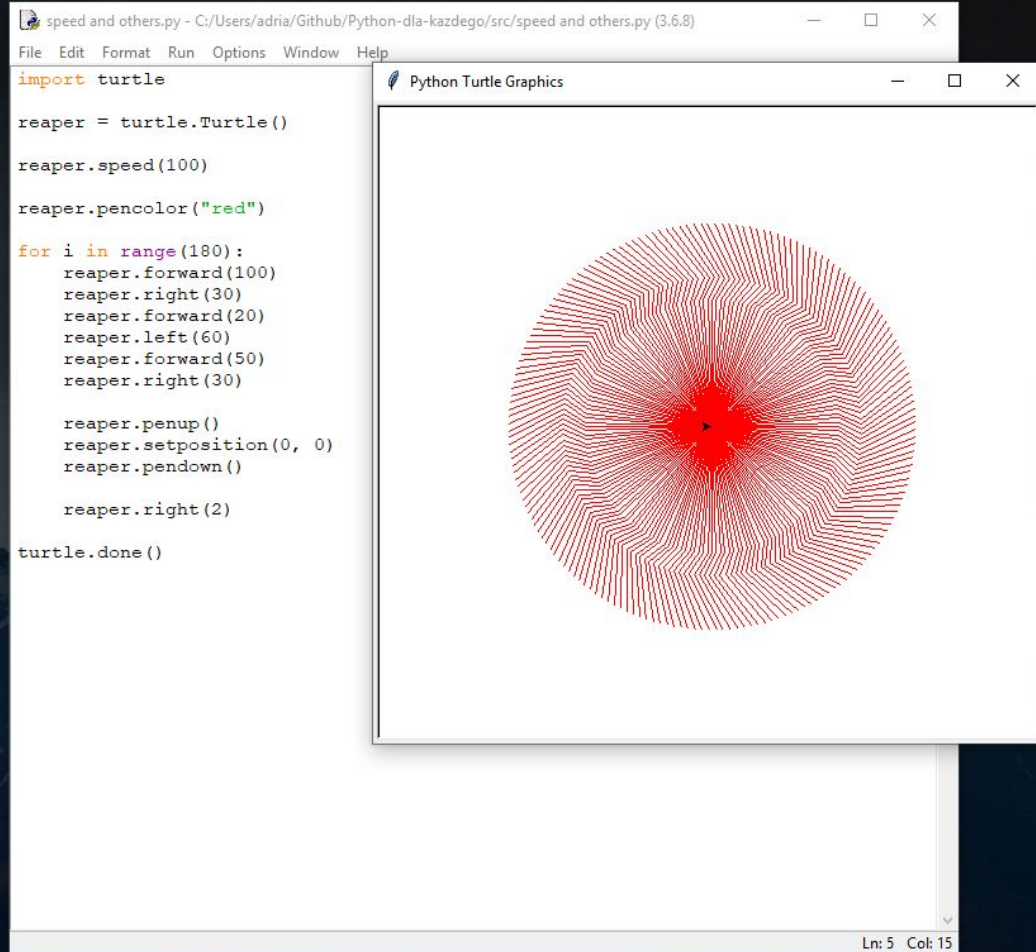 speed and others.py - C:/Users/adria/Github/Python-dla-kazdego/src/speed and others.py (3.6.8)
File Edit Format Run Options Window Help
import turtle
reaper = turtle.Turtle()
reaper.speed(100)
reaper.pencolor("red")
for i in range(180):
    reaper.forward(100)
    reaper.right(30)
    reaper.forward(20)
    reaper.left(60)
    reaper.forward(50)
    reaper.right(30)
    reaper.penup()
    reaper.setposition(0, 0)
    reaper.pendown()
    reaper.right(2)
turtle.done()
Python Turtle Graphics
Ln: 5 Col: 15